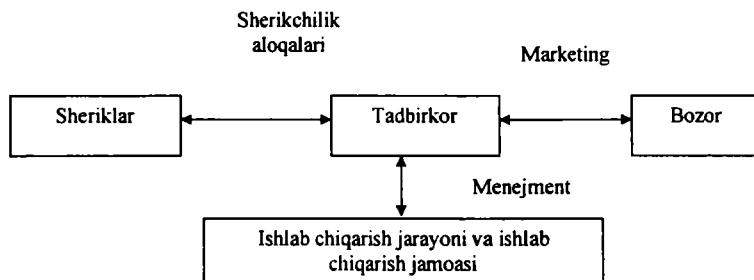 Sherikchilik
aloqalari
Marketing
Sheriklar
Tadbirkor
Bozor
Menejment
Ishlab chiqarish jarayoni va ishlab
chiqarish jamoasi